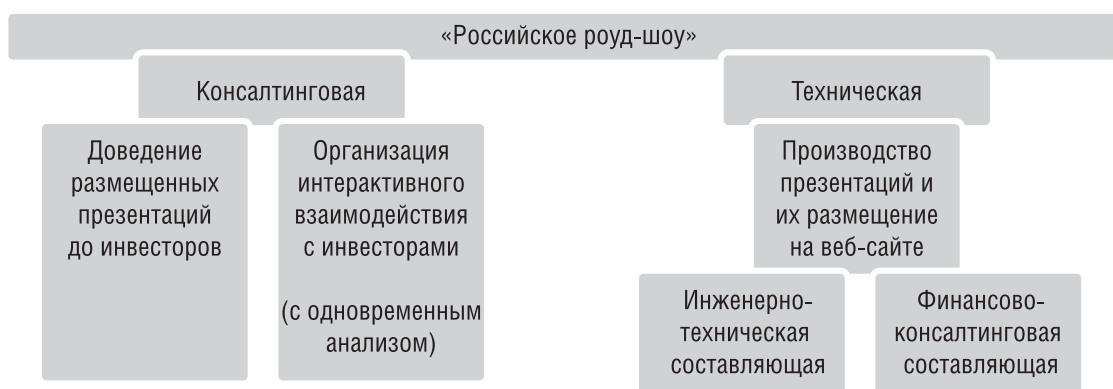 «Российское роуд-шоу»
Консалтинговая
Техническая
Доведение
размещенных
презентаций
до инвесторов
Организация
интерактивного
взаимодействия
с инвесторами
(с одновременным
анализом)
Производство
презентаций и
их размещение
на веб-сайте
Инженерно-
техническая
составляющая
Финансово-
консалтинговая
составляющая